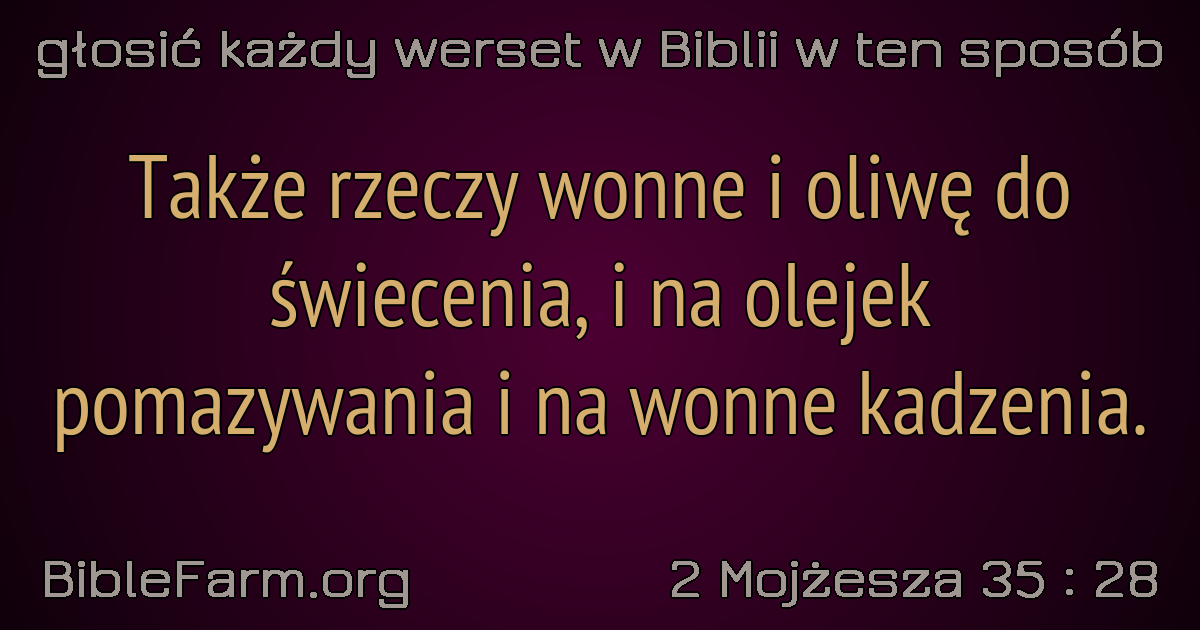 głosić każdy werset w Biblii w ten sposób
Także rzeczy wonne i oliwę do
świecenia, i na olejek
pomazywania i na wonne kadzenia.
BibleFarm.org
2 Mojżesza 35 : 28